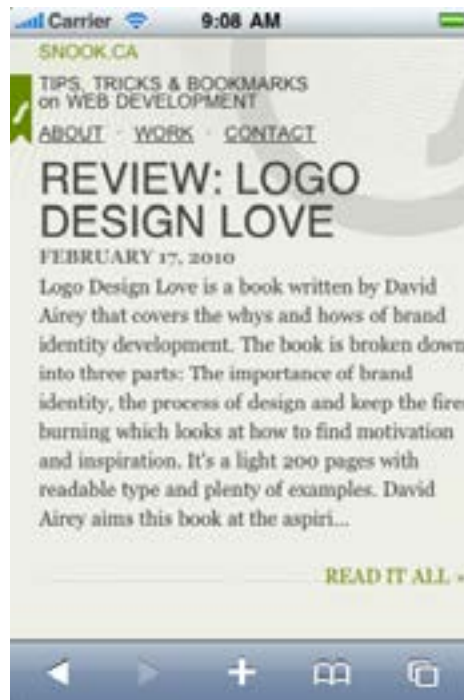 Carrier 9:08 AM
SNOOK.CA
TIPS, TRICKS & BOOKMARKS
on WEB DEVELOPMENT
ABOUT · WORK · CONTACT
REVIEW: LOGO
DESIGN LOVE
FEBRUARY 17, 2010
Logo Design Love is a book written by David
Airey that covers the whys and hows of brand
identity development. The book is broken down
into three parts: The importance of brand
identity, the process of design and keep the fires
burning which looks at how to find motivation
and inspiration. It's a light 200 pages with
readable type and plenty of examples. David
Airey aims this book at the aspiri...
READ IT ALL »